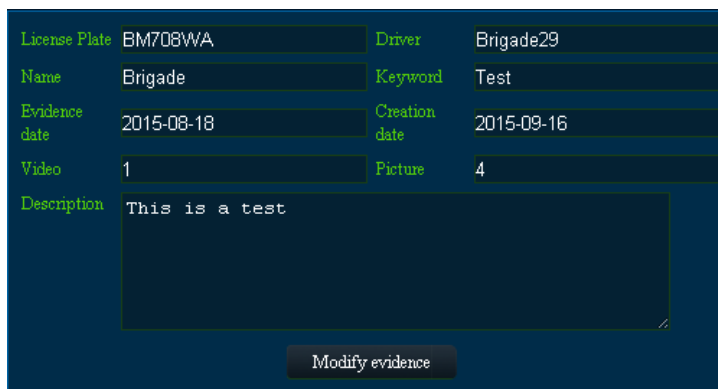 License Plate BM708WA Driver Brigade29
Name Brigade Keyword Test
Evidence date 2015-08-18 Creation date 2015-09-16
Video 1 Picture 4
Description This is a test
Modify evidence